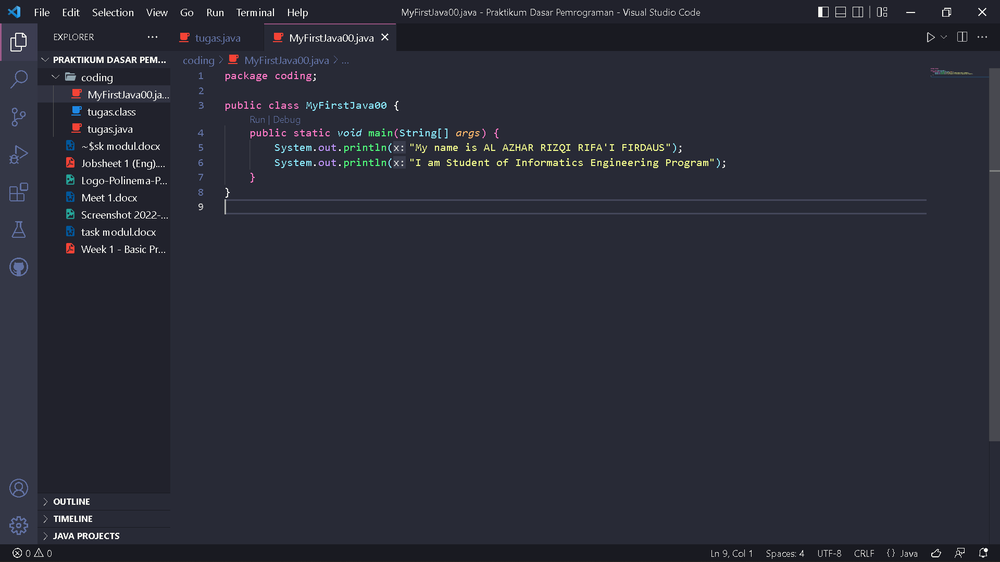 File Edit Selection View Go Run Terminal Help
MyFirstJava00.java - Praktikum Dasar Pemrograman - Visual Studio Code
EXPLORER
tugas.java
MyFirstJava00.java
PRAKTIKUM DASAR PEM...
coding
MyFirstJava00.ja...
tugas.class
tugas.java
~$sk modul.docx
Jobsheet 1 (Eng)....
Logo-Polinema-P...
Meet 1.docx
Screenshot 2022-...
task modul.docx
Week 1 - Basic Pr...
OUTLINE
TIMELINE
JAVA PROJECTS
coding > MyFirstJava00.java > ...
1 package coding;
2
3 public class MyFirstJava00 {
Run | Debug
4 public static void main(String[] args) {
5 System.out.println(x: "My name is AL AZHAR RIZQI RIFA'I FIRDAUS");
6 System.out.println(x: "I am Student of Informatics Engineering Program");
7 }
8 }
9
0 0
Ln 9, Col 1 Spaces: 4 UTF-8 CRLF {} Java